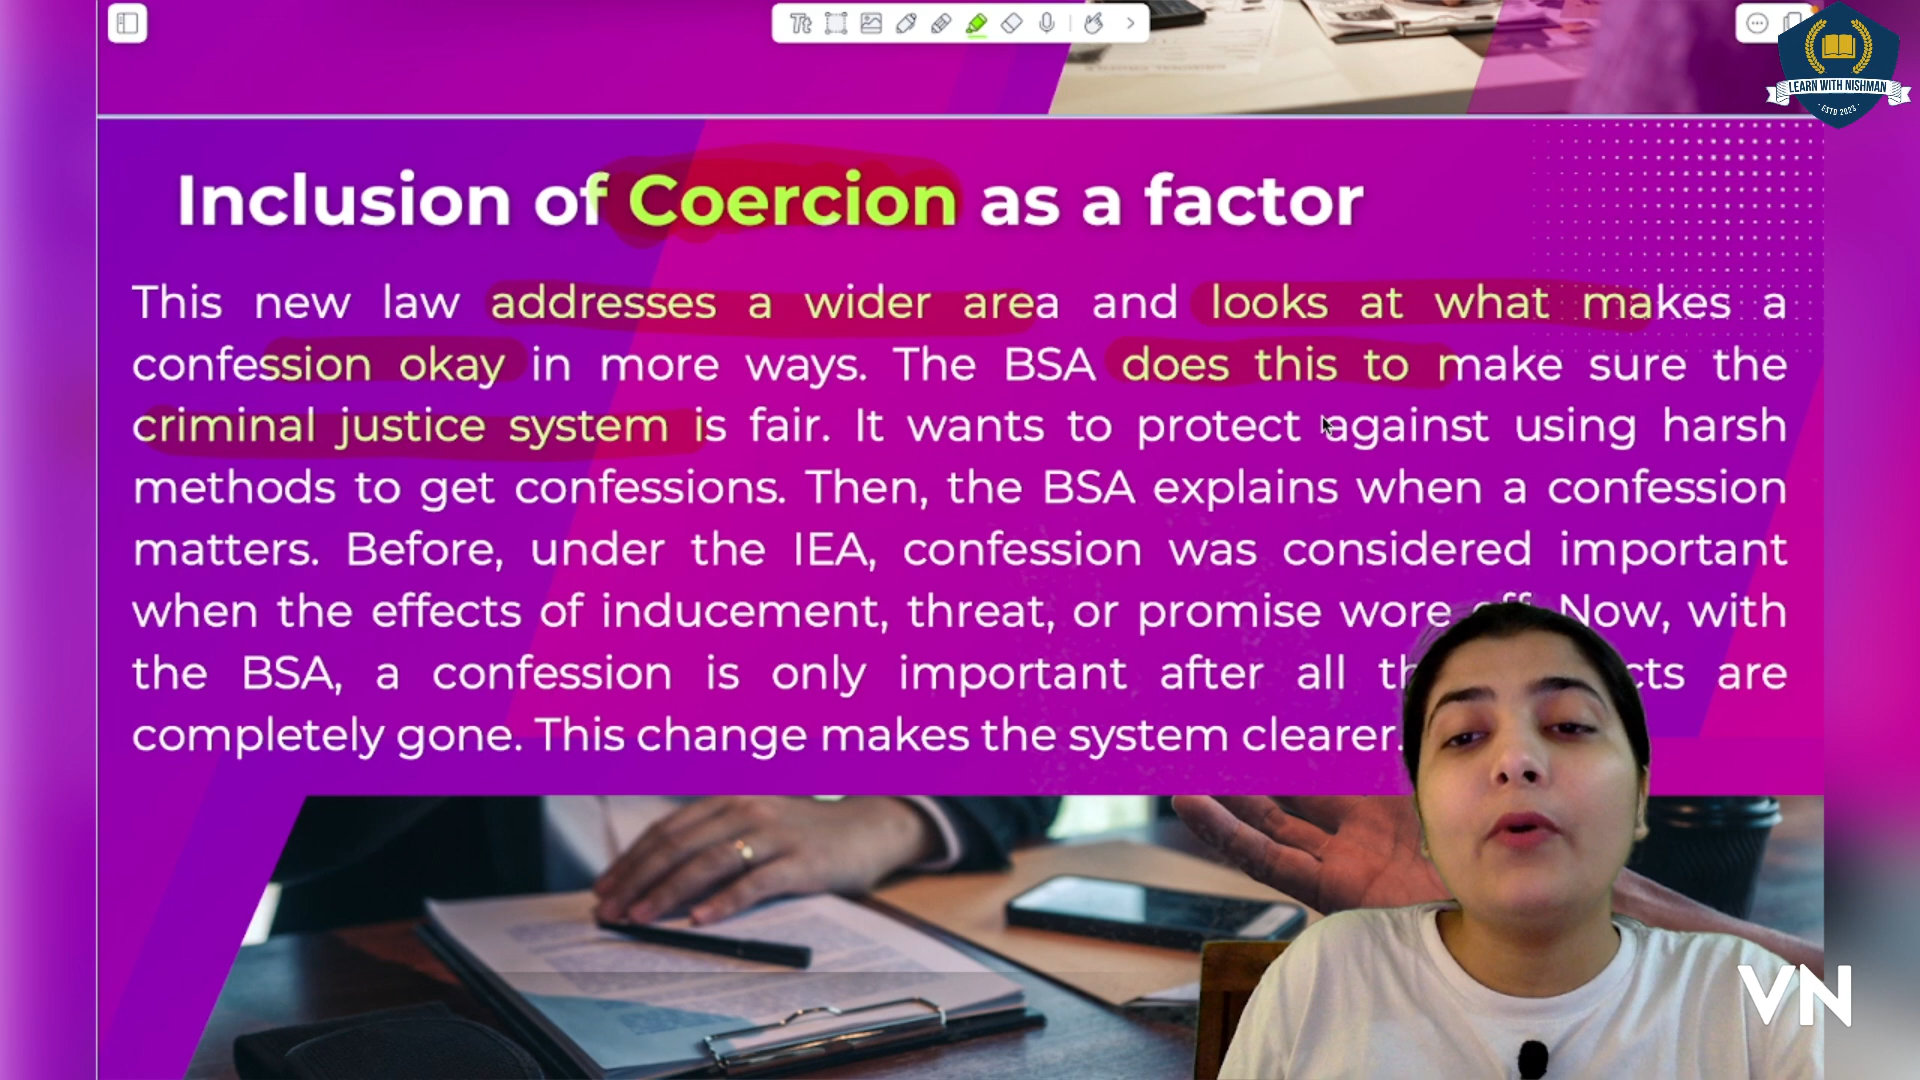 Tt
LEARN WITH NISHMAN
ESTD 2023
Inclusion of Coercion as a factor
This new law addresses a wider area and looks at what makes a
confession okay in more ways. The BSA does this to make sure the
criminal justice system is fair. It wants to protect against using harsh
methods to get confessions. Then, the BSA explains when a confession
matters. Before, under the IEA, confession was considered important
when the effects of inducement, threat, or promise wore off. Now, with
the BSA, a confession is only important after all are
completely gone. This change makes the system clearer.
VN